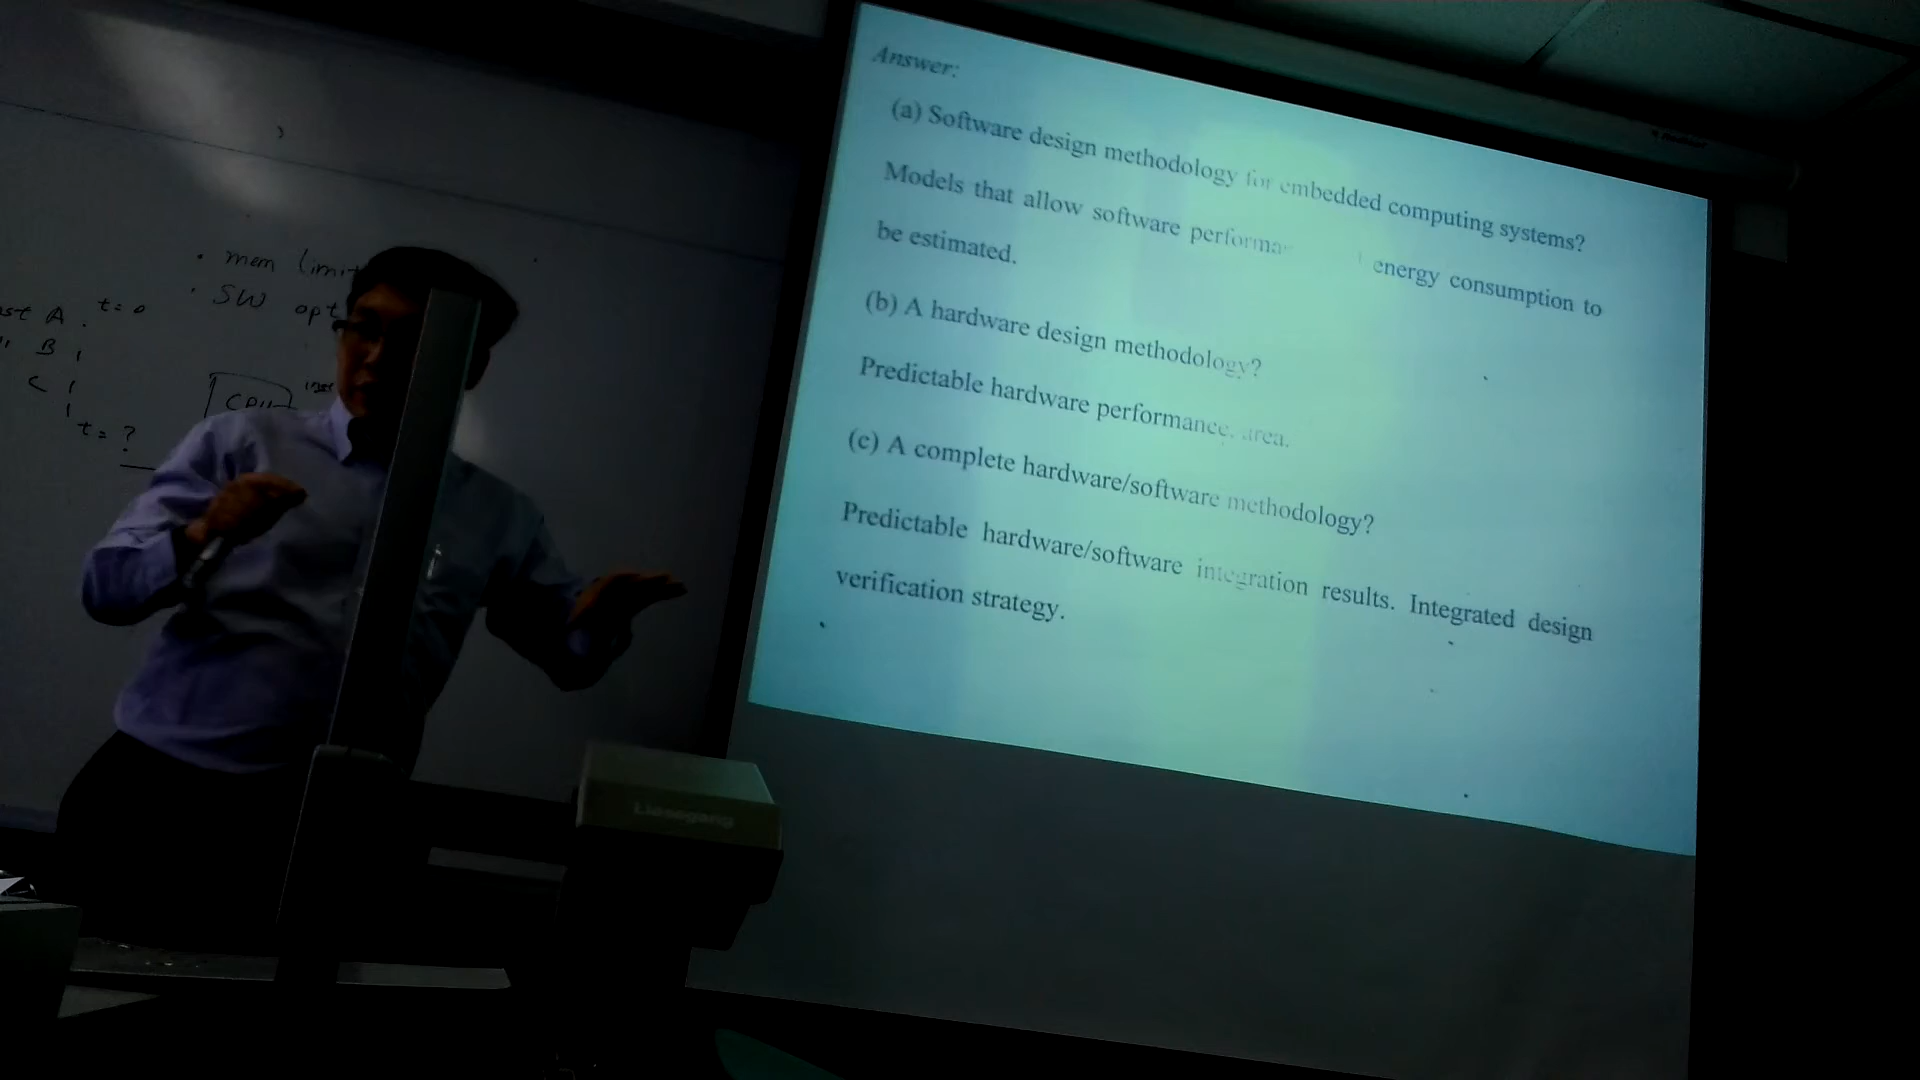 Answer:
(a) Software design methodology for embedded computing systems?
Models that allow software energy consumption to
be estimated.
(b) A hardware design methodology?
Predictable hardware performance, area.
(c) A complete hardware/software methodology?
Predictable hardware/software integration results. Integrated design
verification strategy.
. mem
. SW opt
A . t=0
B
C
t= ?
CPU
Liesegang